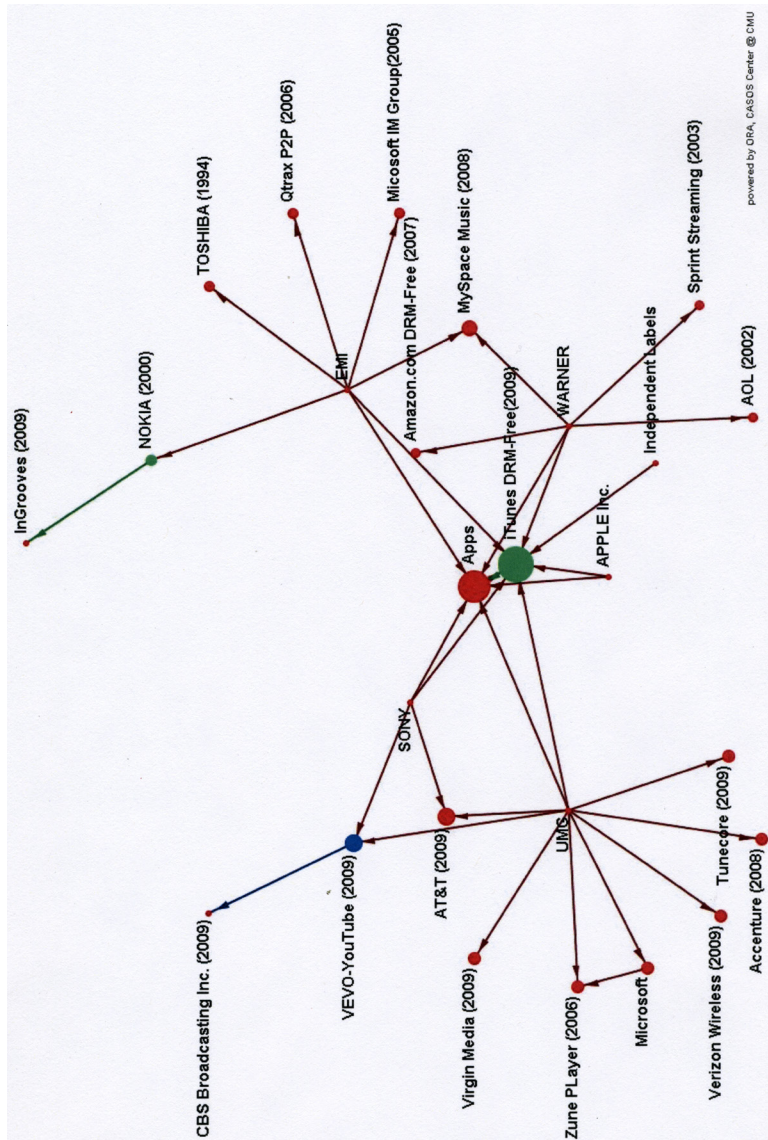 InGrooves (2009)
NOKIA (2000)
CBS Broadcasting Inc. (2009)
TOSHIBA (1994)
Qtrax P2P (2006)
EMI
VEVO-YouTube (2009)
Micosoft IM Group(2005)
SONY
Amazon.com DRM-Free (2007)
AT&T (2009)
MySpace Music (2008)
Virgin Media (2009)
Apps
iTunes DRM-Free(2009)
UMG
WARNER
Zune PLayer (2006)
APPLE Inc.
Microsoft
Independent Labels
Sprint Streaming (2003)
Verizon Wireless (2009)
Tunecore (2009)
AOL (2002)
Accenture (2008)
powered by ORA, CASOS Center @ CMU